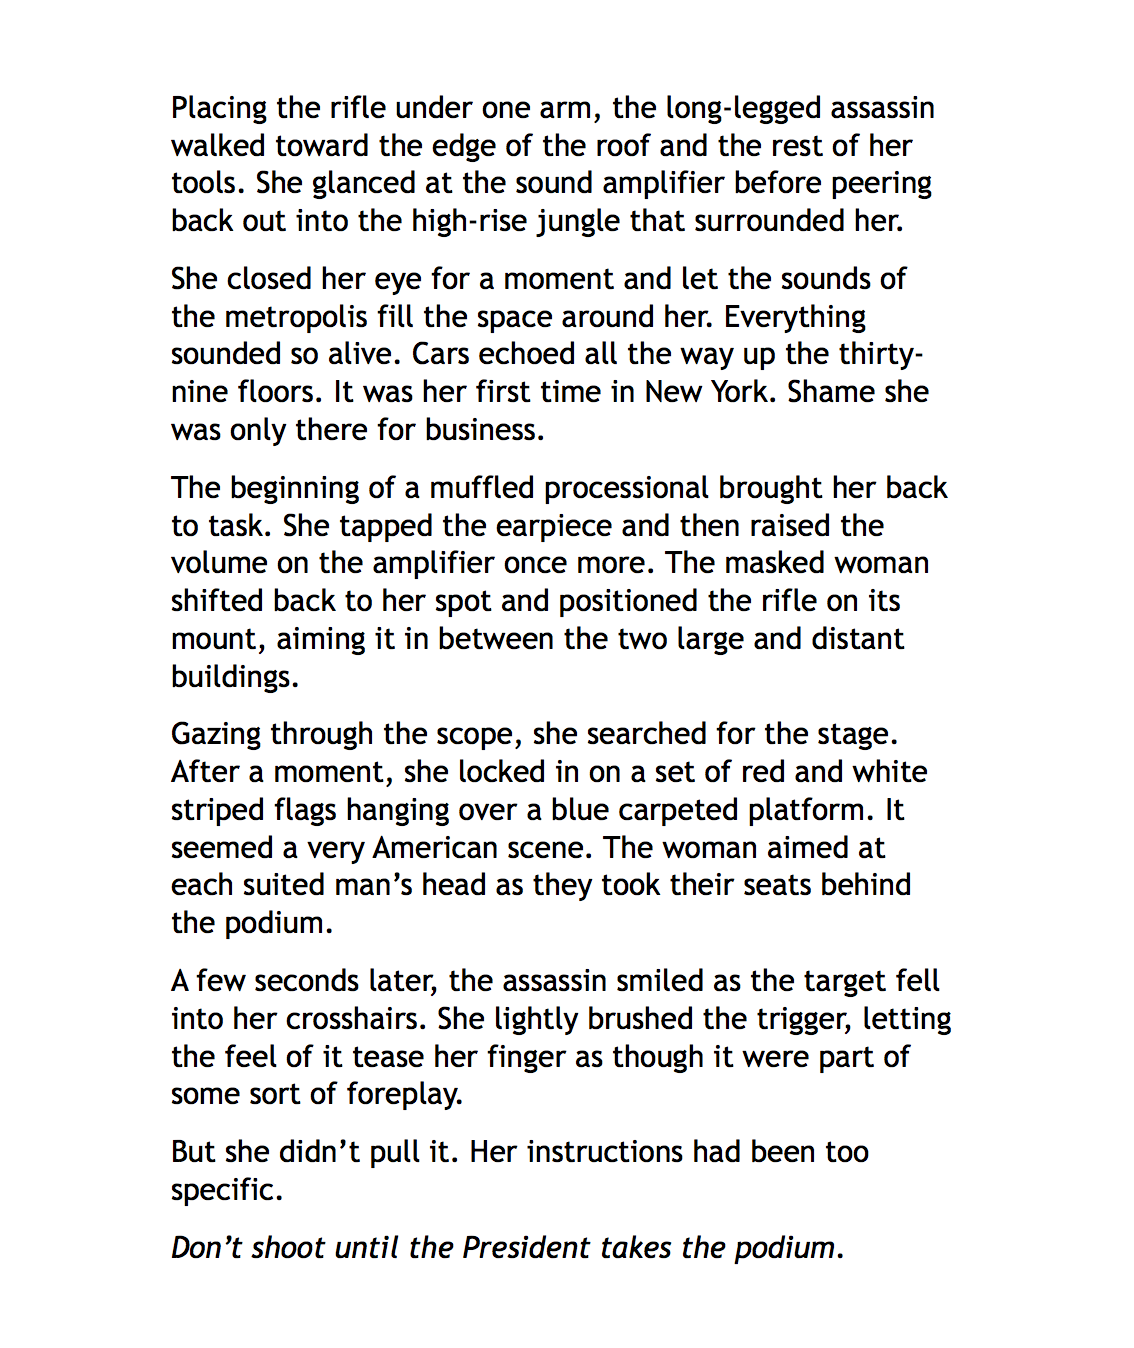 Placing the rifle under one arm, the long-legged assassin
walked toward the edge of the roof and the rest of her
tools. She glanced at the sound amplifier before peering
back out into the high-rise jungle that surrounded her.
She closed her eye for a moment and let the sounds of
the metropolis fill the space around her. Everything
sounded so alive. Cars echoed all the way up the thirty-
nine floors. It was her first time in New York. Shame she
was only there for business.
The beginning of a muffled processional brought her back
to task. She tapped the earpiece and then raised the
volume on the amplifier once more. The masked woman
shifted back to her spot and positioned the rifle on its
mount, aiming it in between the two large and distant
buildings.
Gazing through the scope, she searched for the stage.
After a moment, she locked in on a set of red and white
striped flags hanging over a blue carpeted platform. It
seemed a very American scene. The woman aimed at
each suited man’s head as they took their seats behind
the podium.
A few seconds later, the assassin smiled as the target fell
into her crosshairs. She lightly brushed the trigger, letting
the feel of it tease her finger as though it were part of
some sort of foreplay.
But she didn’t pull it. Her instructions had been too
specific.
Don’t shoot until the President takes the podium.